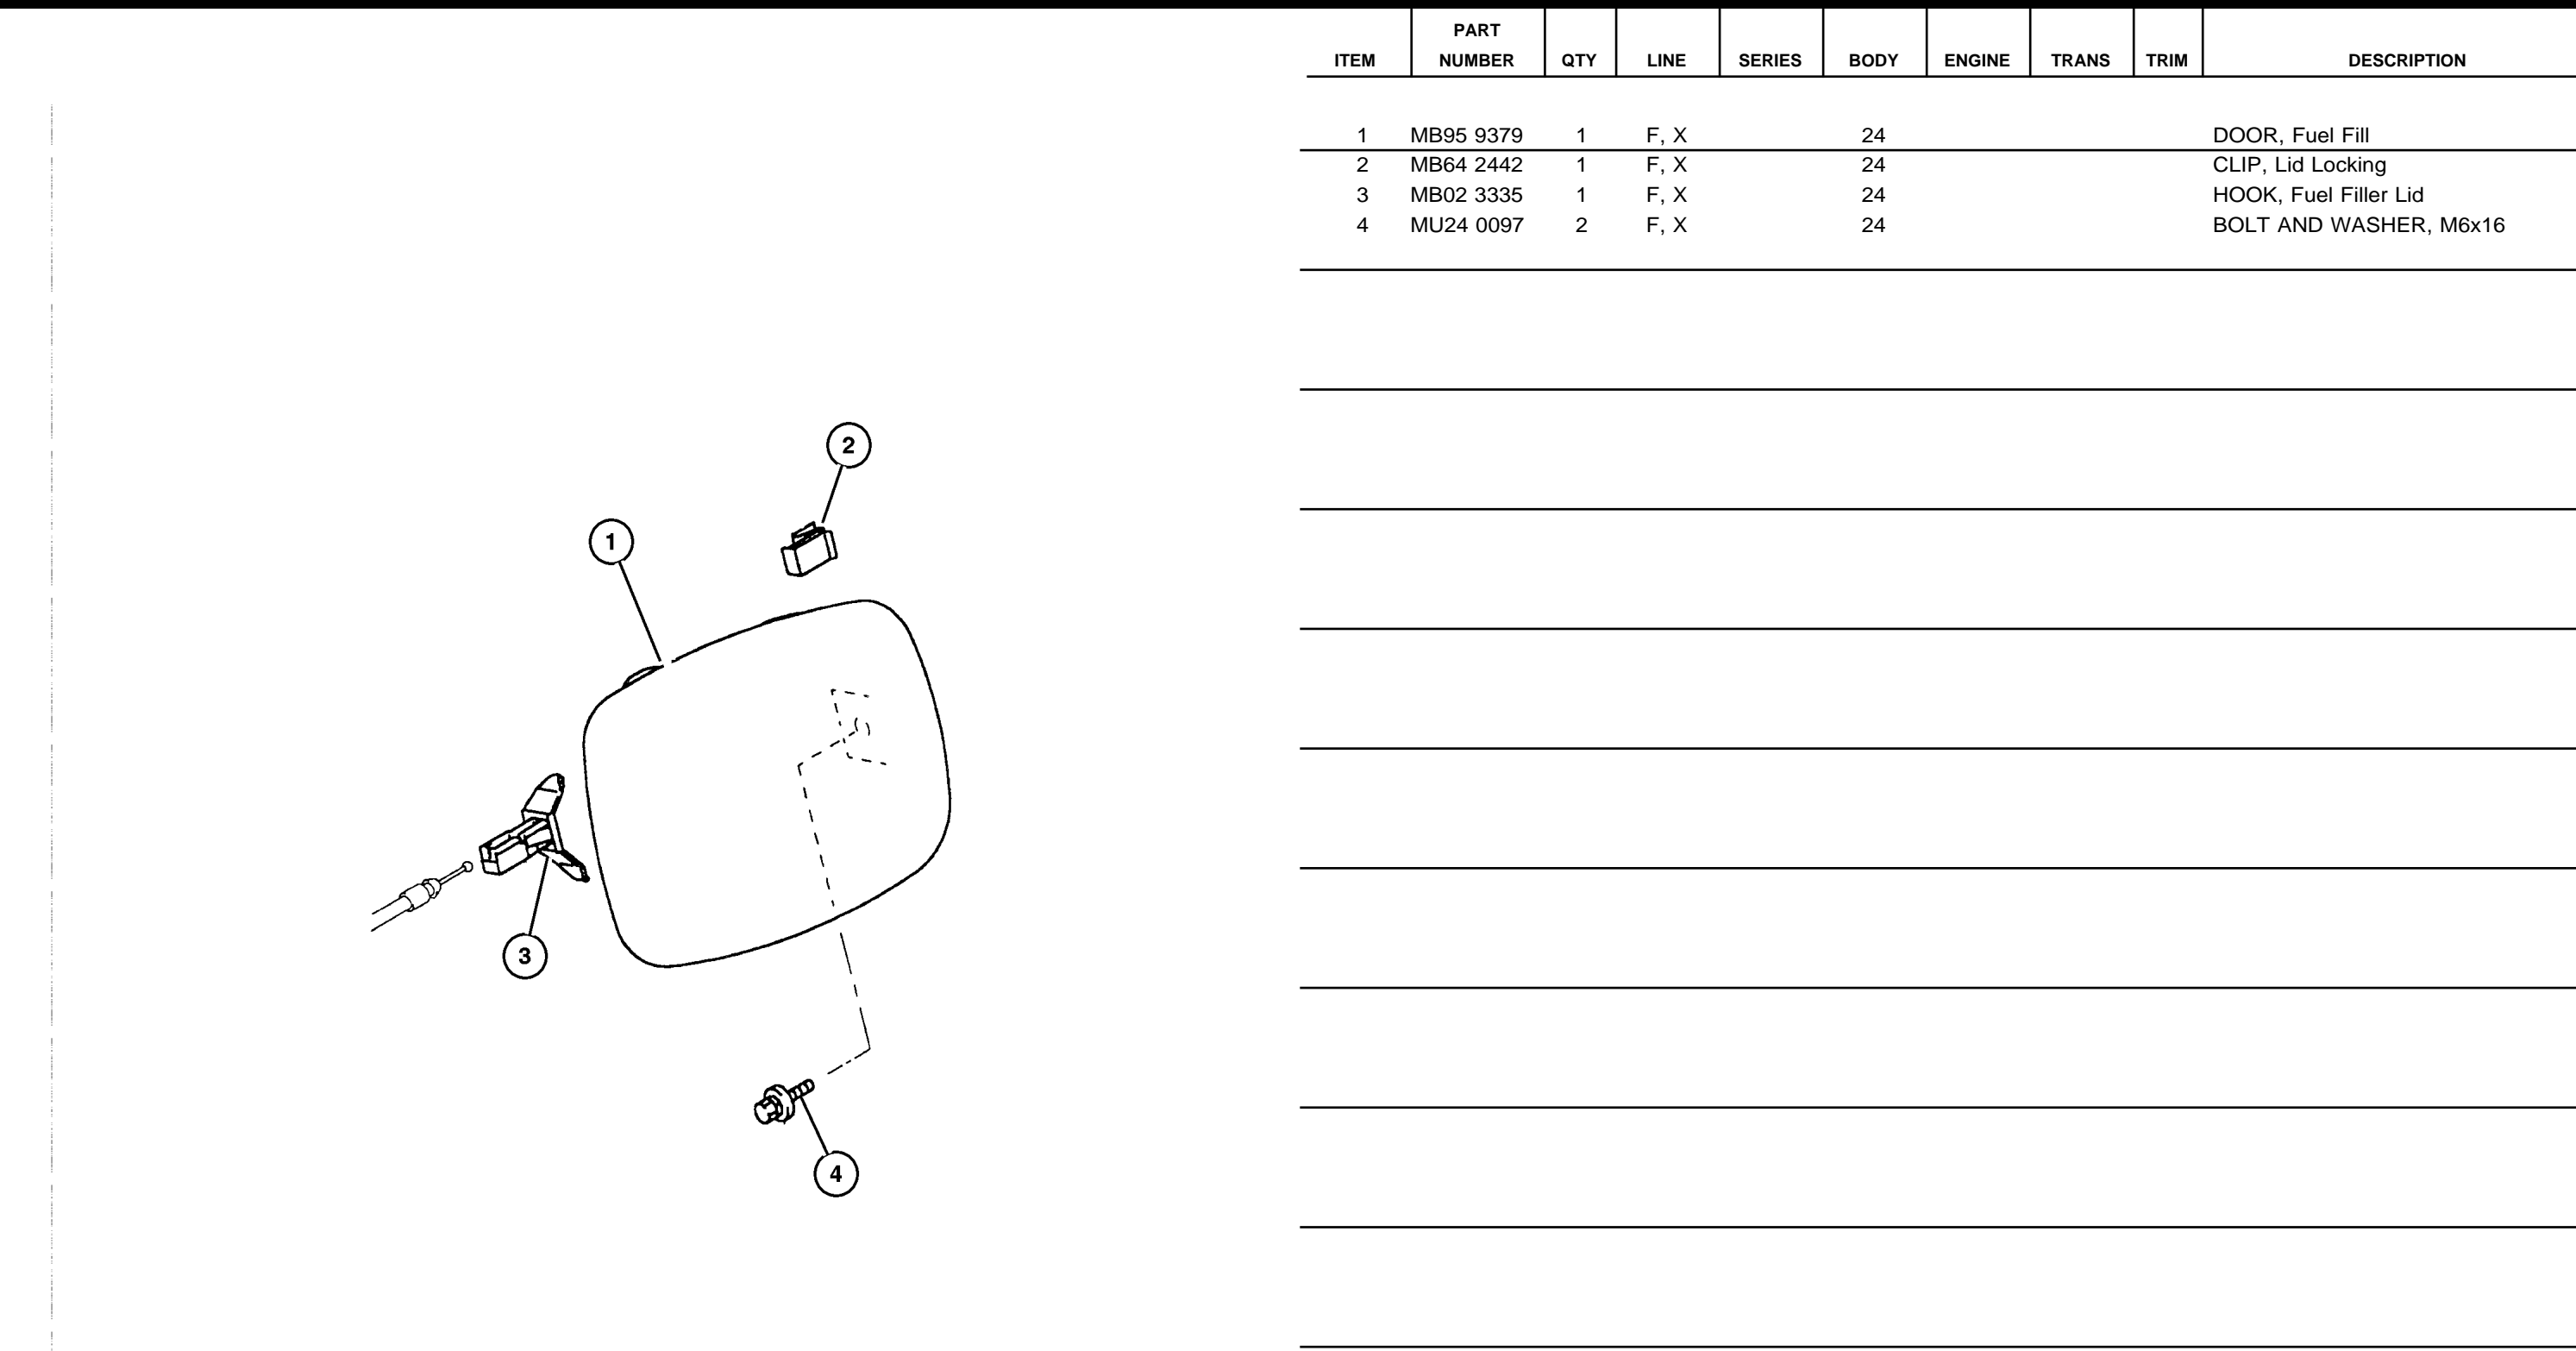 PART
ITEM NUMBER QTY LINE SERIES BODY ENGINE TRANS TRIM DESCRIPTION
1 MB95 9379 1 F, X 24 DOOR, Fuel Fill
2 MB64 2442 1 F, X 24 CLIP, Lid Locking
3 MB02 3335 1 F, X 24 HOOK, Fuel Filler Lid
4 MU24 0097 2 F, X 24 BOLT AND WASHER, M6x16
2
1
3
4